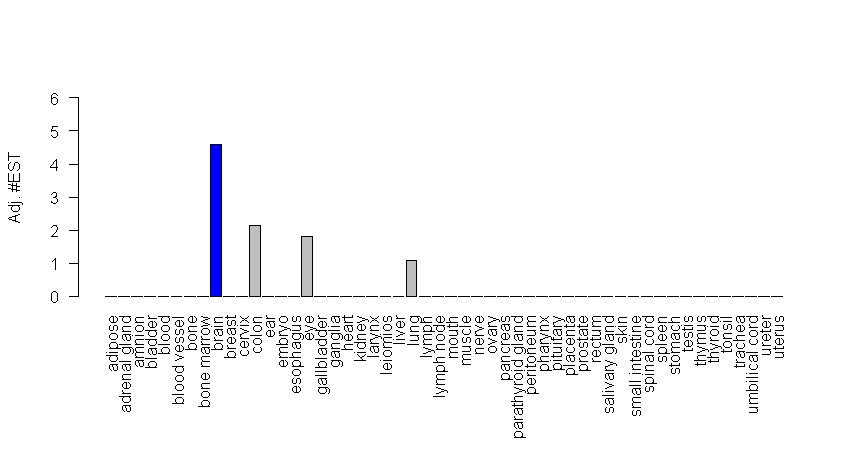 6
5
4
3
2
1
0
Adj. #EST
adipose
adrenal gland
amnion
bladder
blood
blood vessel
bone
bone marrow
brain
breast
cervix
colon
ear
embryo
esophagus
eye
gallbladder
ganglia
heart
kidney
larynx
leiomios
liver
lung
lymph
lymph node
mouth
muscle
nerve
ovary
pancreas
parathyroid gland
peritoneum
pharynx
pituitary
placenta
prostate
rectum
salivary gland
skin
small intestine
spinal cord
spleen
stomach
testis
thymus
thyroid
tonsil
trachea
umbilical cord
ureter
uterus